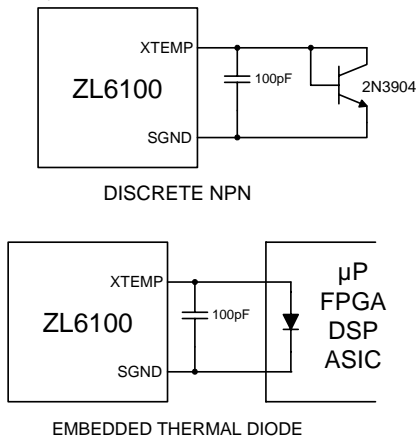 XTEMP
ZL6100
100pF
2N3904
SGND
DISCRETE NPN
XTEMP
ZL6100
100pF
SGND
µP
FPGA
DSP
ASIC
EMBEDDED THERMAL DIODE